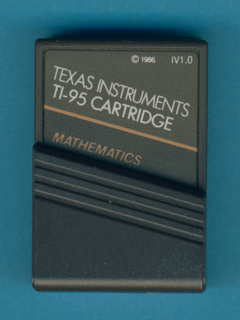 © 1986 IV1.0
TEXAS INSTRUMENTS
TI-95 CARTRIDGE
MATHEMATICS